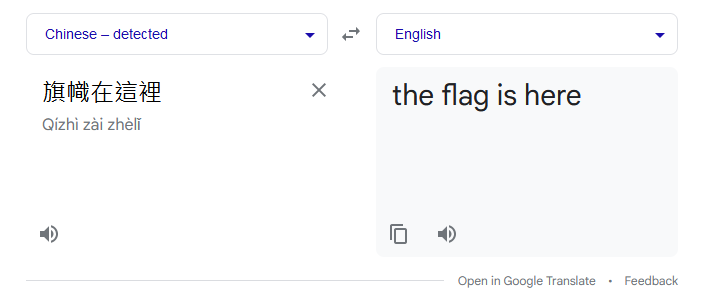 Chinese – detected
English
旗幟在這裡
Qízhì zài zhèlǐ
the flag is here
Open in Google Translate • Feedback